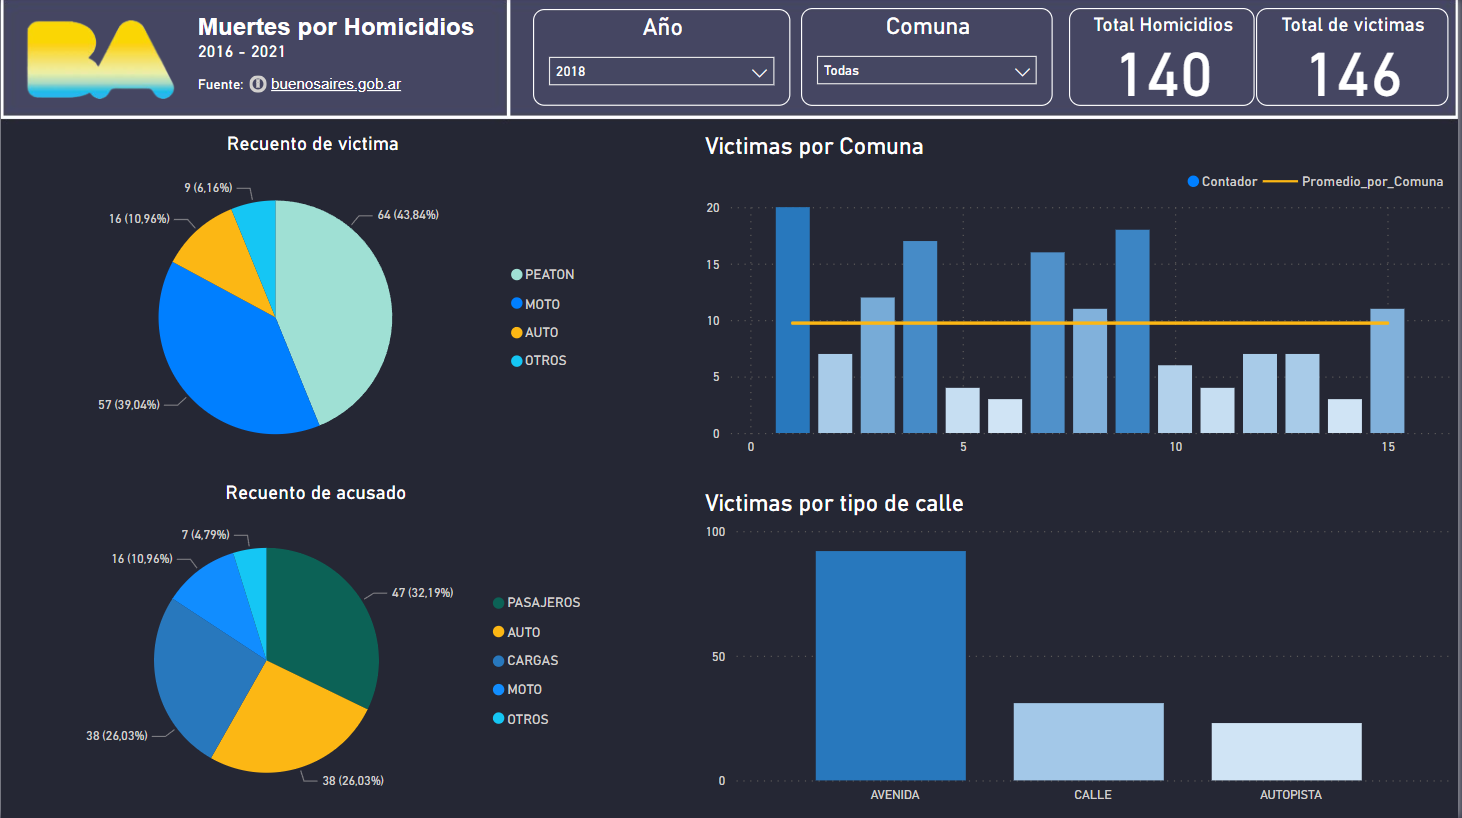 BA
Muertes por Homicidios
2016 - 2021
Fuente: buenosaires.gob.ar
Año
2018
Comuna
Todas
Total Homicidios
140
Total de victimas
146
Recuento de victima
9 (6,16%)
16 (10,96%)
64 (43,84%)
57 (39,04%)
PEATON
MOTO
AUTO
OTROS
Victimas por Comuna
Contador
Promedio_por_Comuna
20
15
10
5
0
0
5
10
15
Recuento de acusado
7 (4,79%)
16 (10,96%)
47 (32,19%)
38 (26,03%)
38 (26,03%)
PASAJEROS
AUTO
CARGAS
MOTO
OTROS
Victimas por tipo de calle
100
50
0
AVENIDA
CALLE
AUTOPISTA